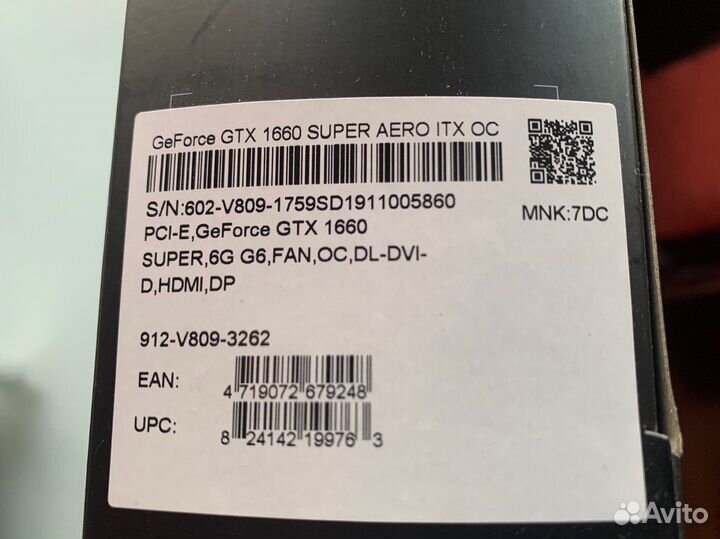 GeForce GTX 1660 SUPER AERO ITX OC
S/N:602-V809-1759SD1911005860
MNK:7DC
PCI-E,GeForce GTX 1660
SUPER,6G G6,FAN,OC,DL-DVI-
D,HDMI,DP
912-V809-3262
EAN:
4 719072 679248
UPC:
8 24142 19976 3
Avito